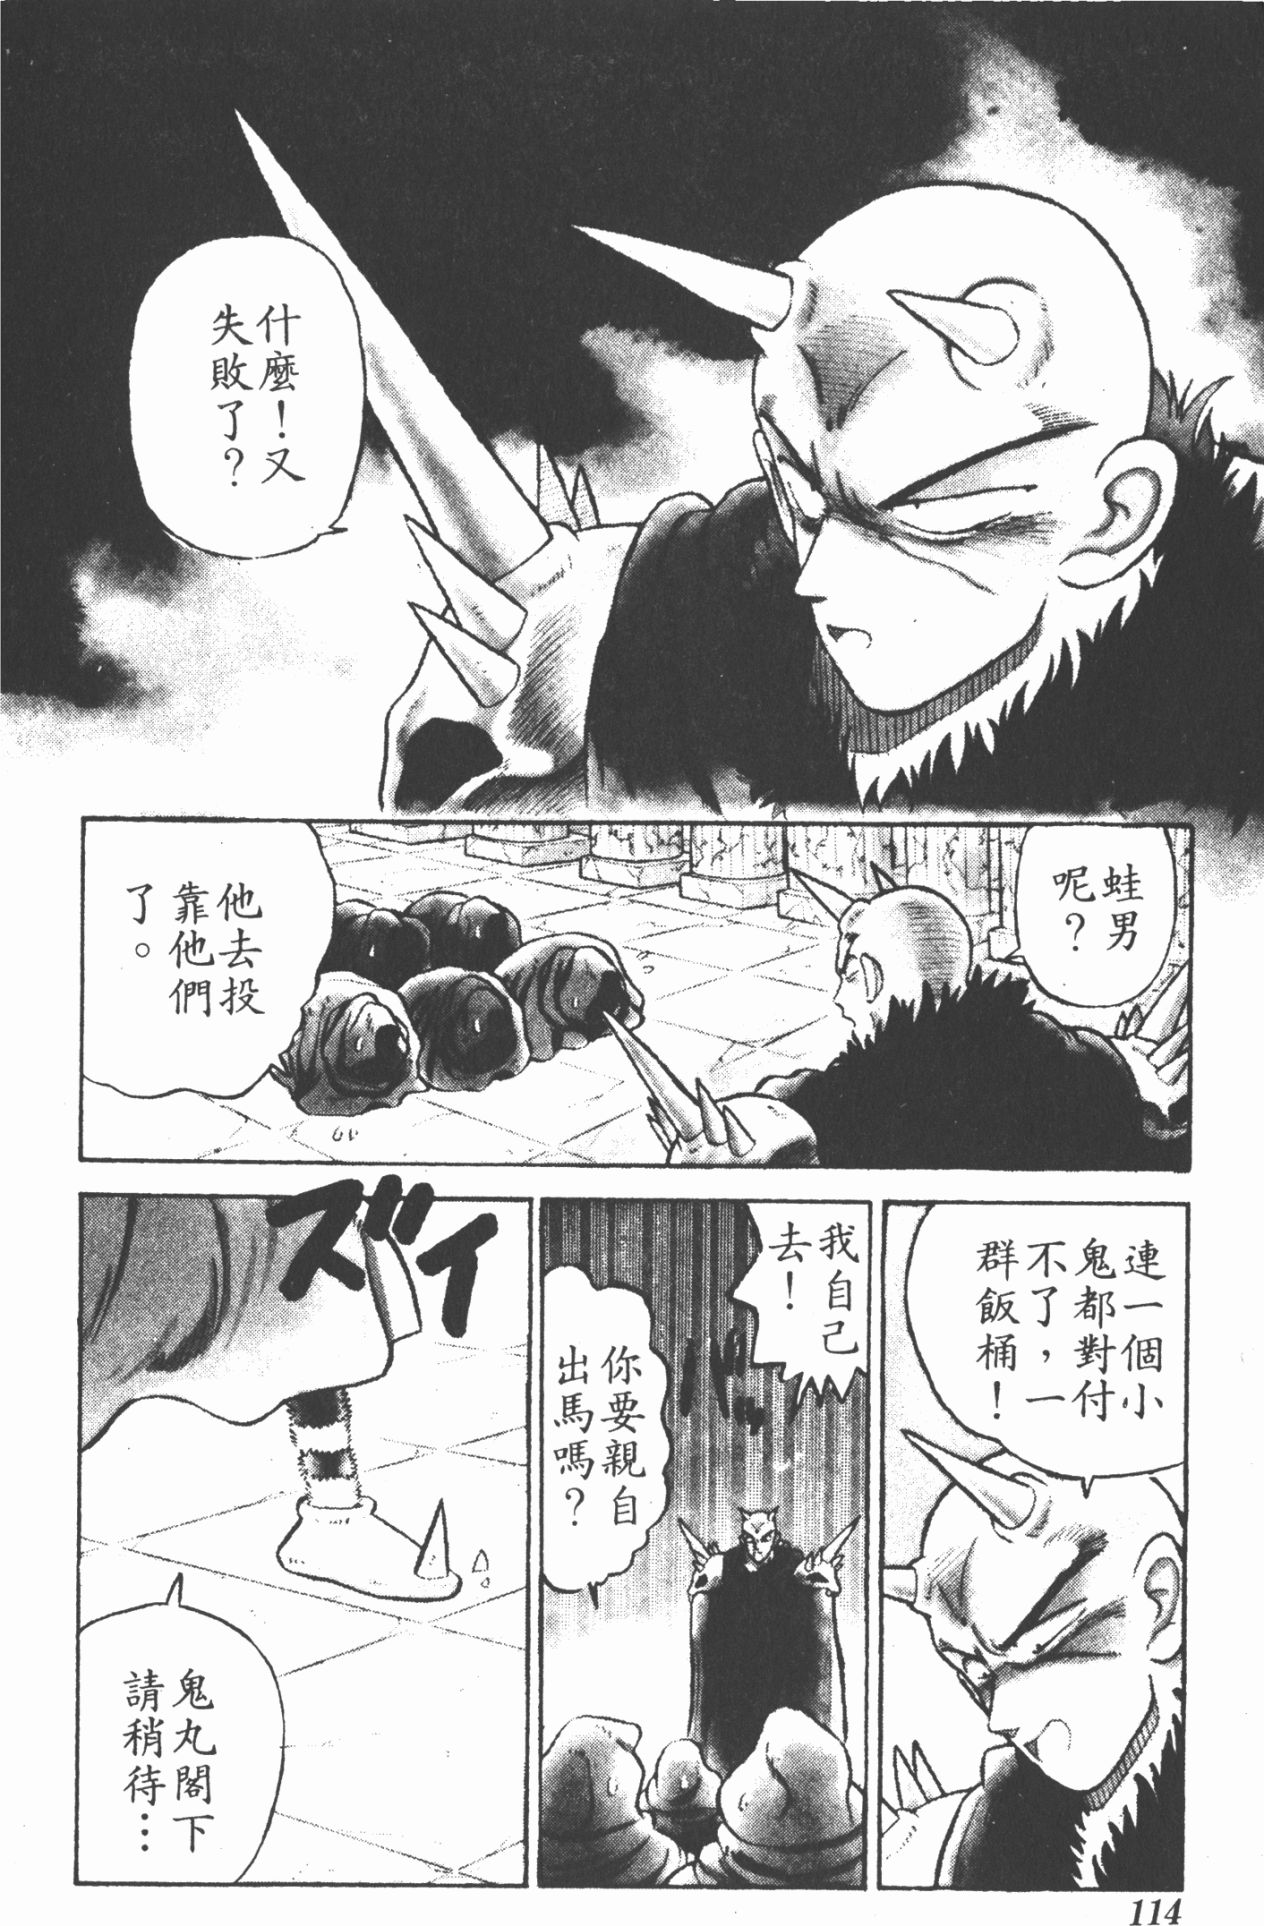 什麼！又
失敗了？
蛙男
呢？
他去投
靠他們
了。
連一個小
鬼都對付
不了，一
群飯桶！
我自己
去！
你要親自
出馬嗎？
ズズイ
鬼丸閣下
請稍待…
114